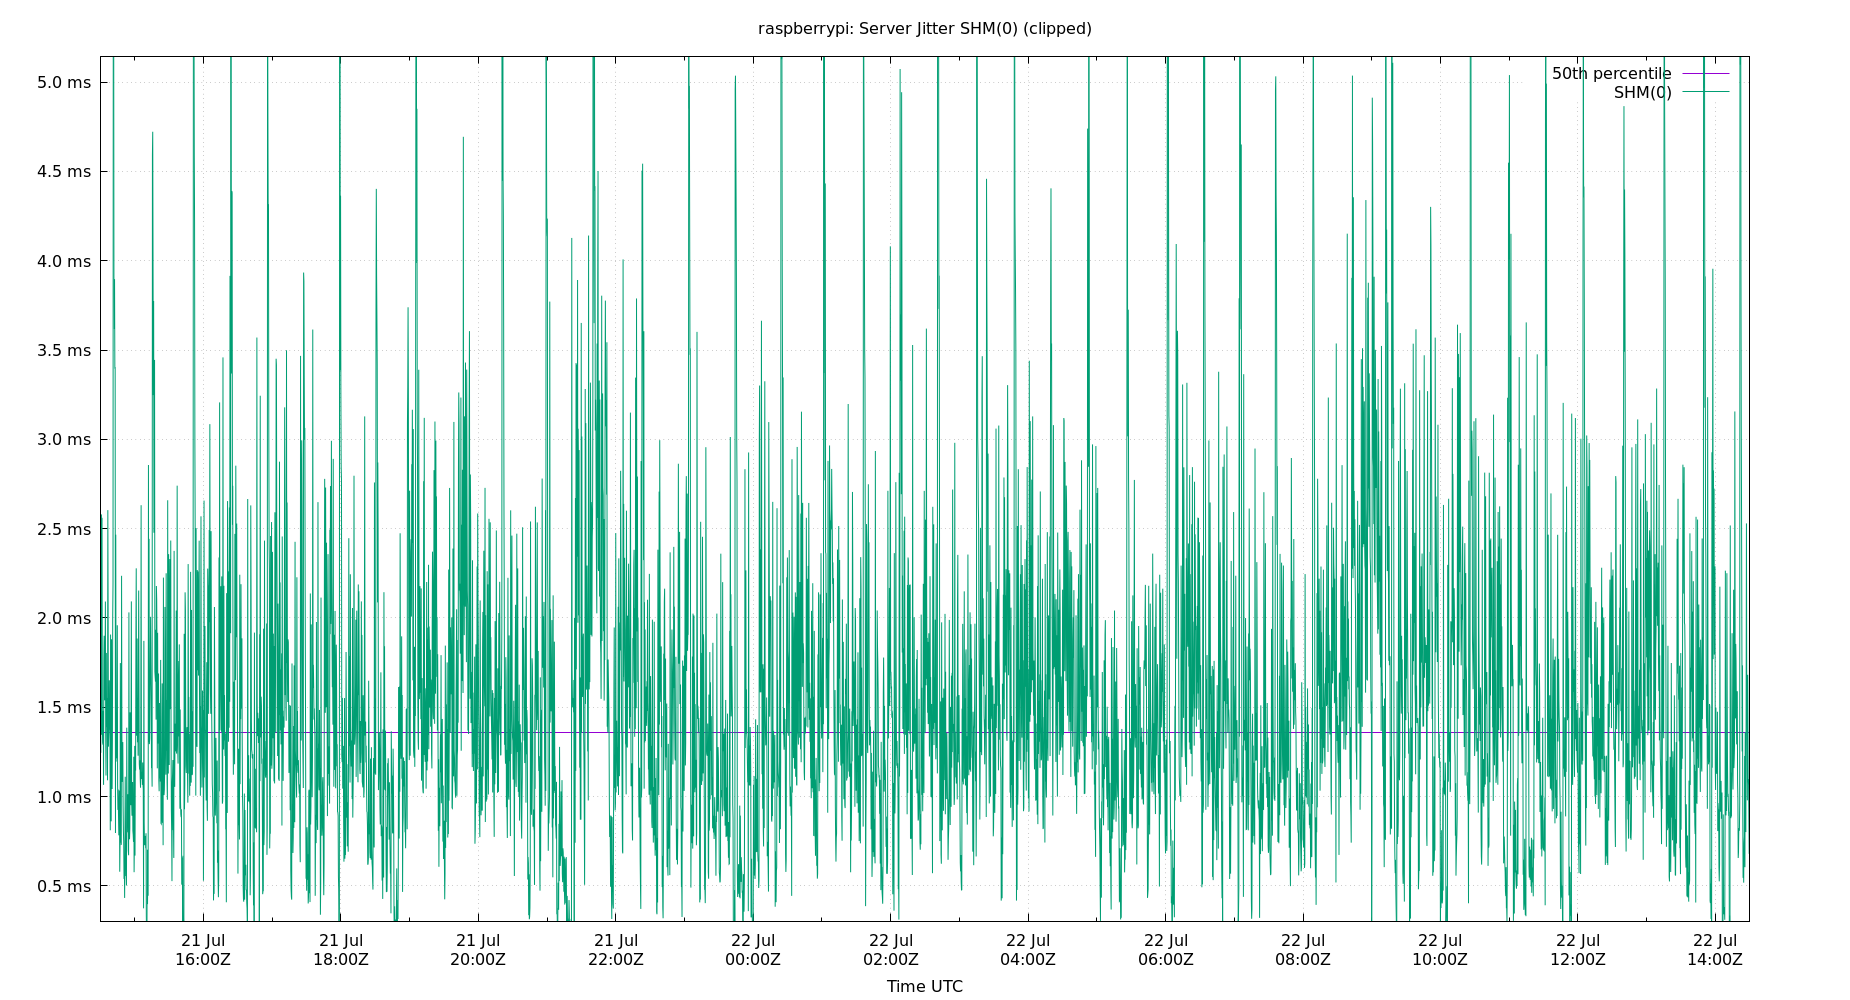 raspberrypi: Server Jitter SHM(0) (clipped)
50th percentile
SHM(0)
5.0 ms
4.5 ms
4.0 ms
3.5 ms
3.0 ms
2.5 ms
2.0 ms
1.5 ms
1.0 ms
0.5 ms
21 Jul 21 Jul 21 Jul 21 Jul 22 Jul 22 Jul 22 Jul 22 Jul 22 Jul 22 Jul 22 Jul 22 Jul
16:00Z 18:00Z 20:00Z 22:00Z 00:00Z 02:00Z 04:00Z 06:00Z 08:00Z 10:00Z 12:00Z 14:00Z
Time UTC